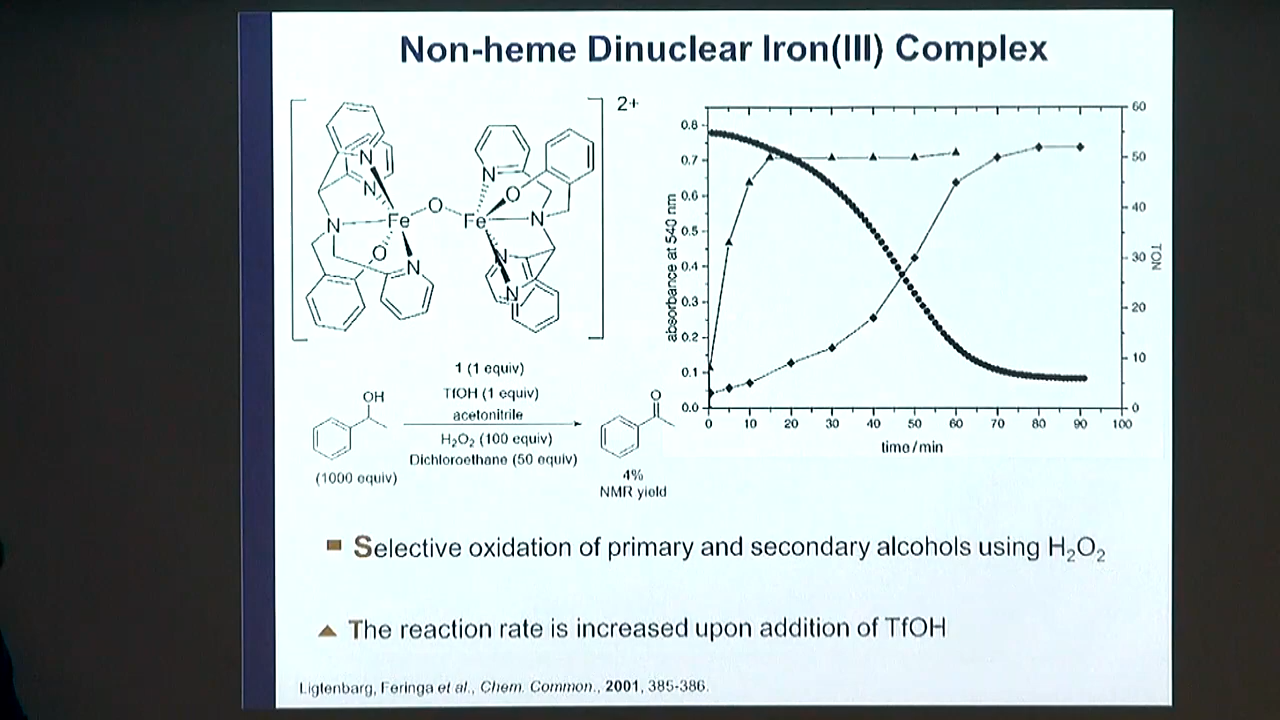 Non-heme Dinuclear Iron(III) Complex
2+
N
N
N
Fe
O
N
O
Fe
N
O
N
N
N
1 (1 equiv)
TfOH (1 equiv)
acetonitrile
H₂O₂ (100 equiv)
Dichloroethane (50 equiv)
OH
(1000 equiv)
O
4%
NMR yield
absorbance at 540 nm
0.8
0.7
0.6
0.5
0.4
0.3
0.2
0.1
0.0
0 10 20 30 40 50 60 70 80 90 100
time/min
60
50
40
30
20
10
0
TON
Selective oxidation of primary and secondary alcohols using H₂O₂
The reaction rate is increased upon addition of TfOH
Ligtenbarg, Feringa et al., Chem. Common., 2001, 385-386.